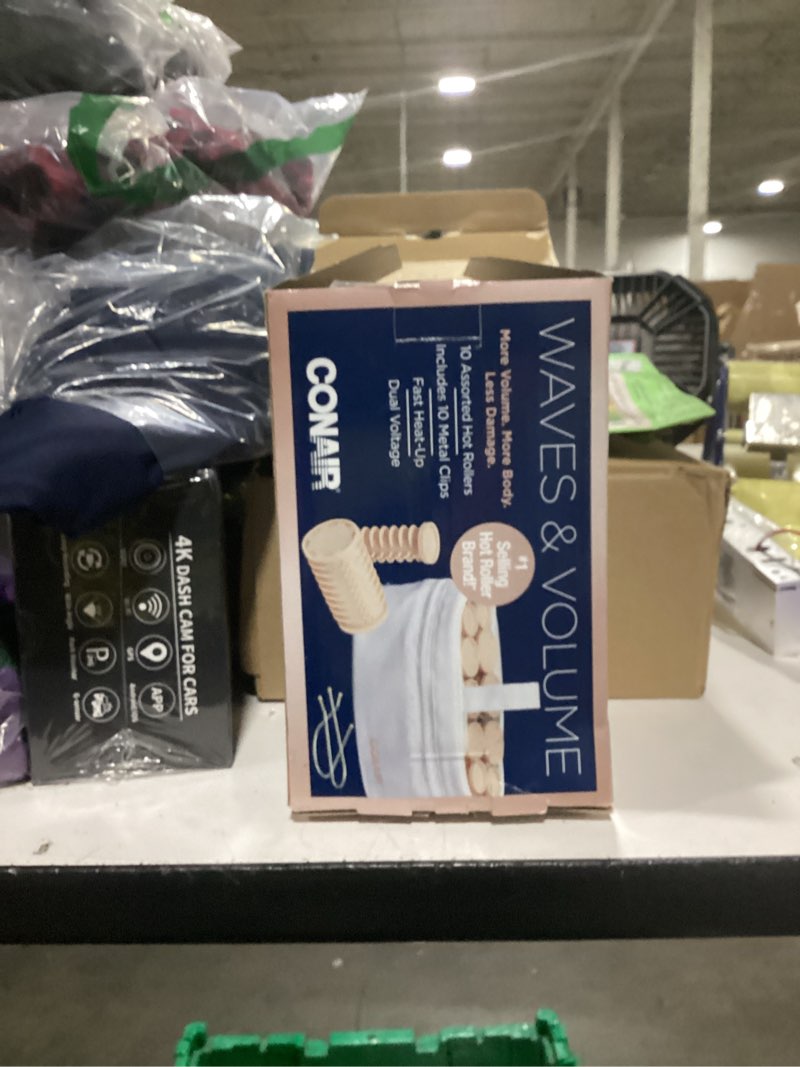 WAVES & VOLUME
More Volume. More Body.
Less Damage.
10 Assorted Hot Rollers
Includes 10 Metal Clips
Fast Heat-Up
Dual Voltage
CONAIR
#1
Selling
Hot Roller
Brand!*
4K DASH CAM FOR CARS
APP
GPS